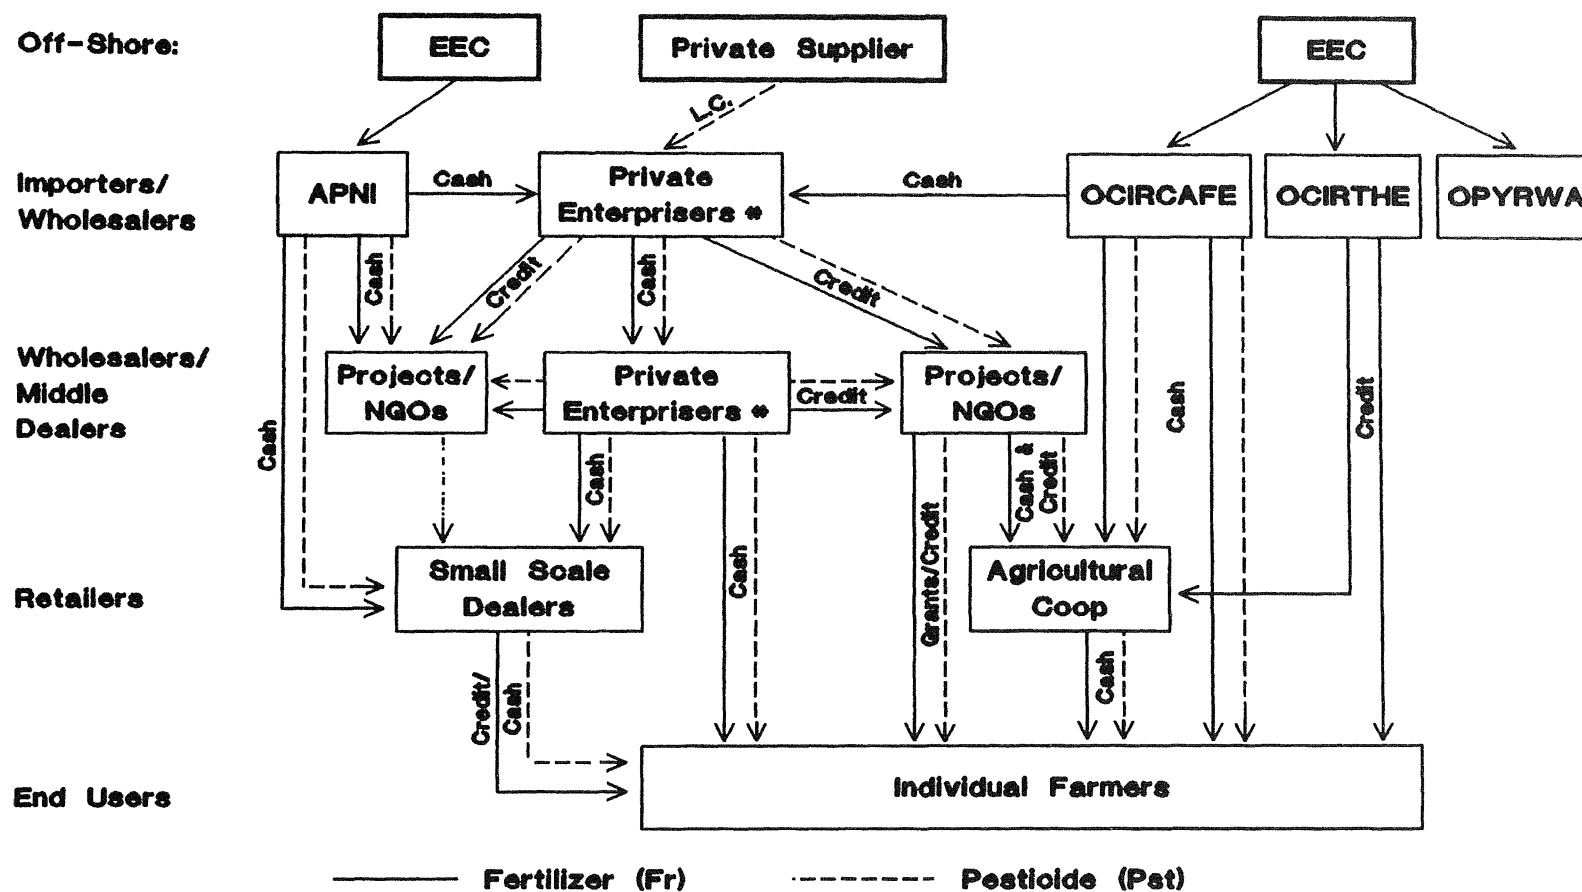 Off-Shore:
EEC
Private Supplier
EEC
L.C.
Importers/
Wholesalers
APNI
Cash
Private
Enterprisers *
Cash
OCIRCAFE
OCIRTHE
OPYRWA
Cash
Credit
Cash
Credit
Wholesalers/
Middle
Dealers
Projects/
NGOs
Private
Enterprisers *
Credit
Projects/
NGOs
Cash
Credit
Cash
Cash
Cash &
Credit
Cash
Grants/Credit
Retailers
Small Scale
Dealers
Agricultural
Coop
Credit/
Cash
Cash
End Users
Individual Farmers
Fertilizer (Fr)
Pestioide (Pst)